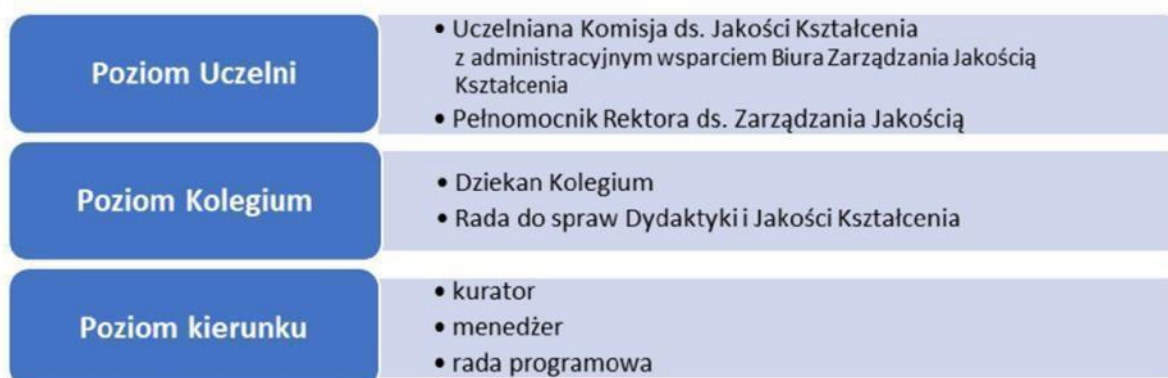 Poziom Uczelni
• Uczelniana Komisja ds. Jakości Kształcenia
z administracyjnym wsparciem Biura Zarządzania Jakością
Kształcenia
• Pełnomocnik Rektora ds. Zarządzania Jakością
Poziom Kolegium
• Dziekan Kolegium
• Rada do spraw Dydaktyki i Jakości Kształcenia
Poziom kierunku
• kurator
• menedżer
• rada programowa